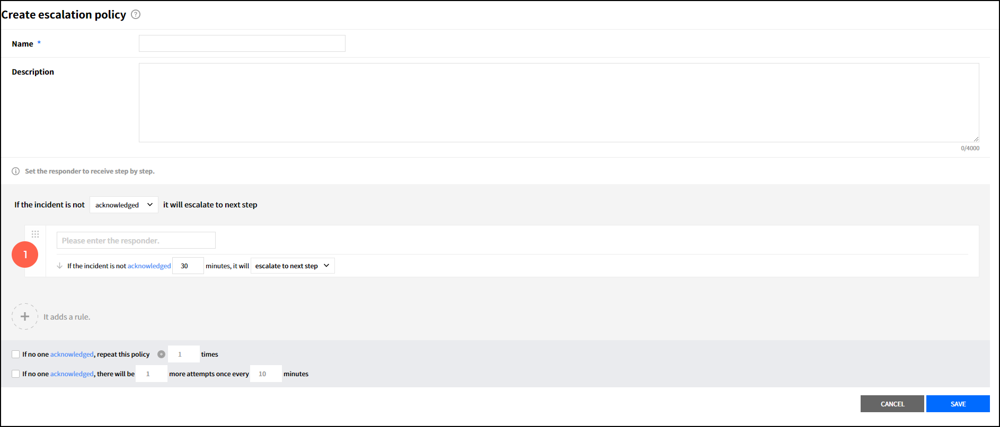 Create escalation policy ?
Name *
Description
0/4000
Set the responder to receive step by step.
If the incident is not acknowledged it will escalate to next step
Please enter the responder.
1
If the incident is not acknowledged 30 minutes, it will escalate to next step
It adds a rule.
If no one acknowledged, repeat this policy 1 times
If no one acknowledged, there will be 1 more attempts once every 10 minutes
CANCEL SAVE